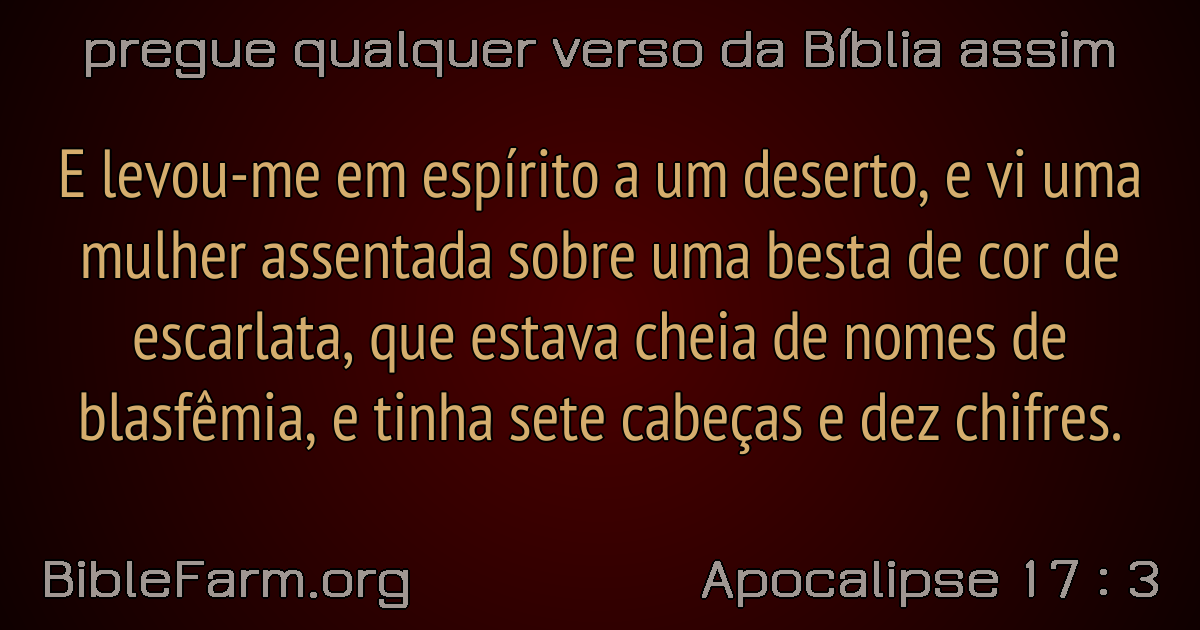 pregue qualquer verso da Bíblia assim
E levou-me em espírito a um deserto, e vi uma
mulher assentada sobre uma besta de cor de
escarlata, que estava cheia de nomes de
blasfêmia, e tinha sete cabeças e dez chifres.
BibleFarm.org
Apocalipse 17 : 3